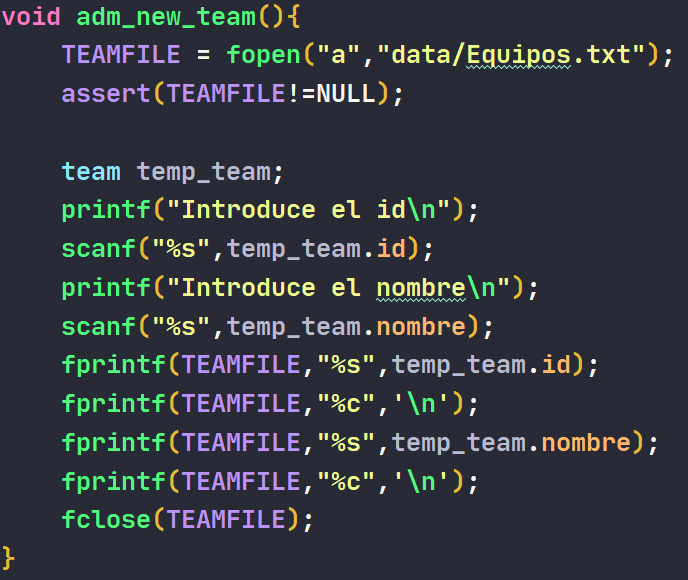 void adm_new_team(){
    TEAMFILE = fopen("a","data/Equipos.txt");
    assert(TEAMFILE!=NULL);

    team temp_team;
    printf("Introduce el id\n");
    scanf("%s",temp_team.id);
    printf("Introduce el nombre\n");
    scanf("%s",temp_team.nombre);
    fprintf(TEAMFILE,"%s",temp_team.id);
    fprintf(TEAMFILE,"%c",'\n');
    fprintf(TEAMFILE,"%s",temp_team.nombre);
    fprintf(TEAMFILE,"%c",'\n');
    fclose(TEAMFILE);
}